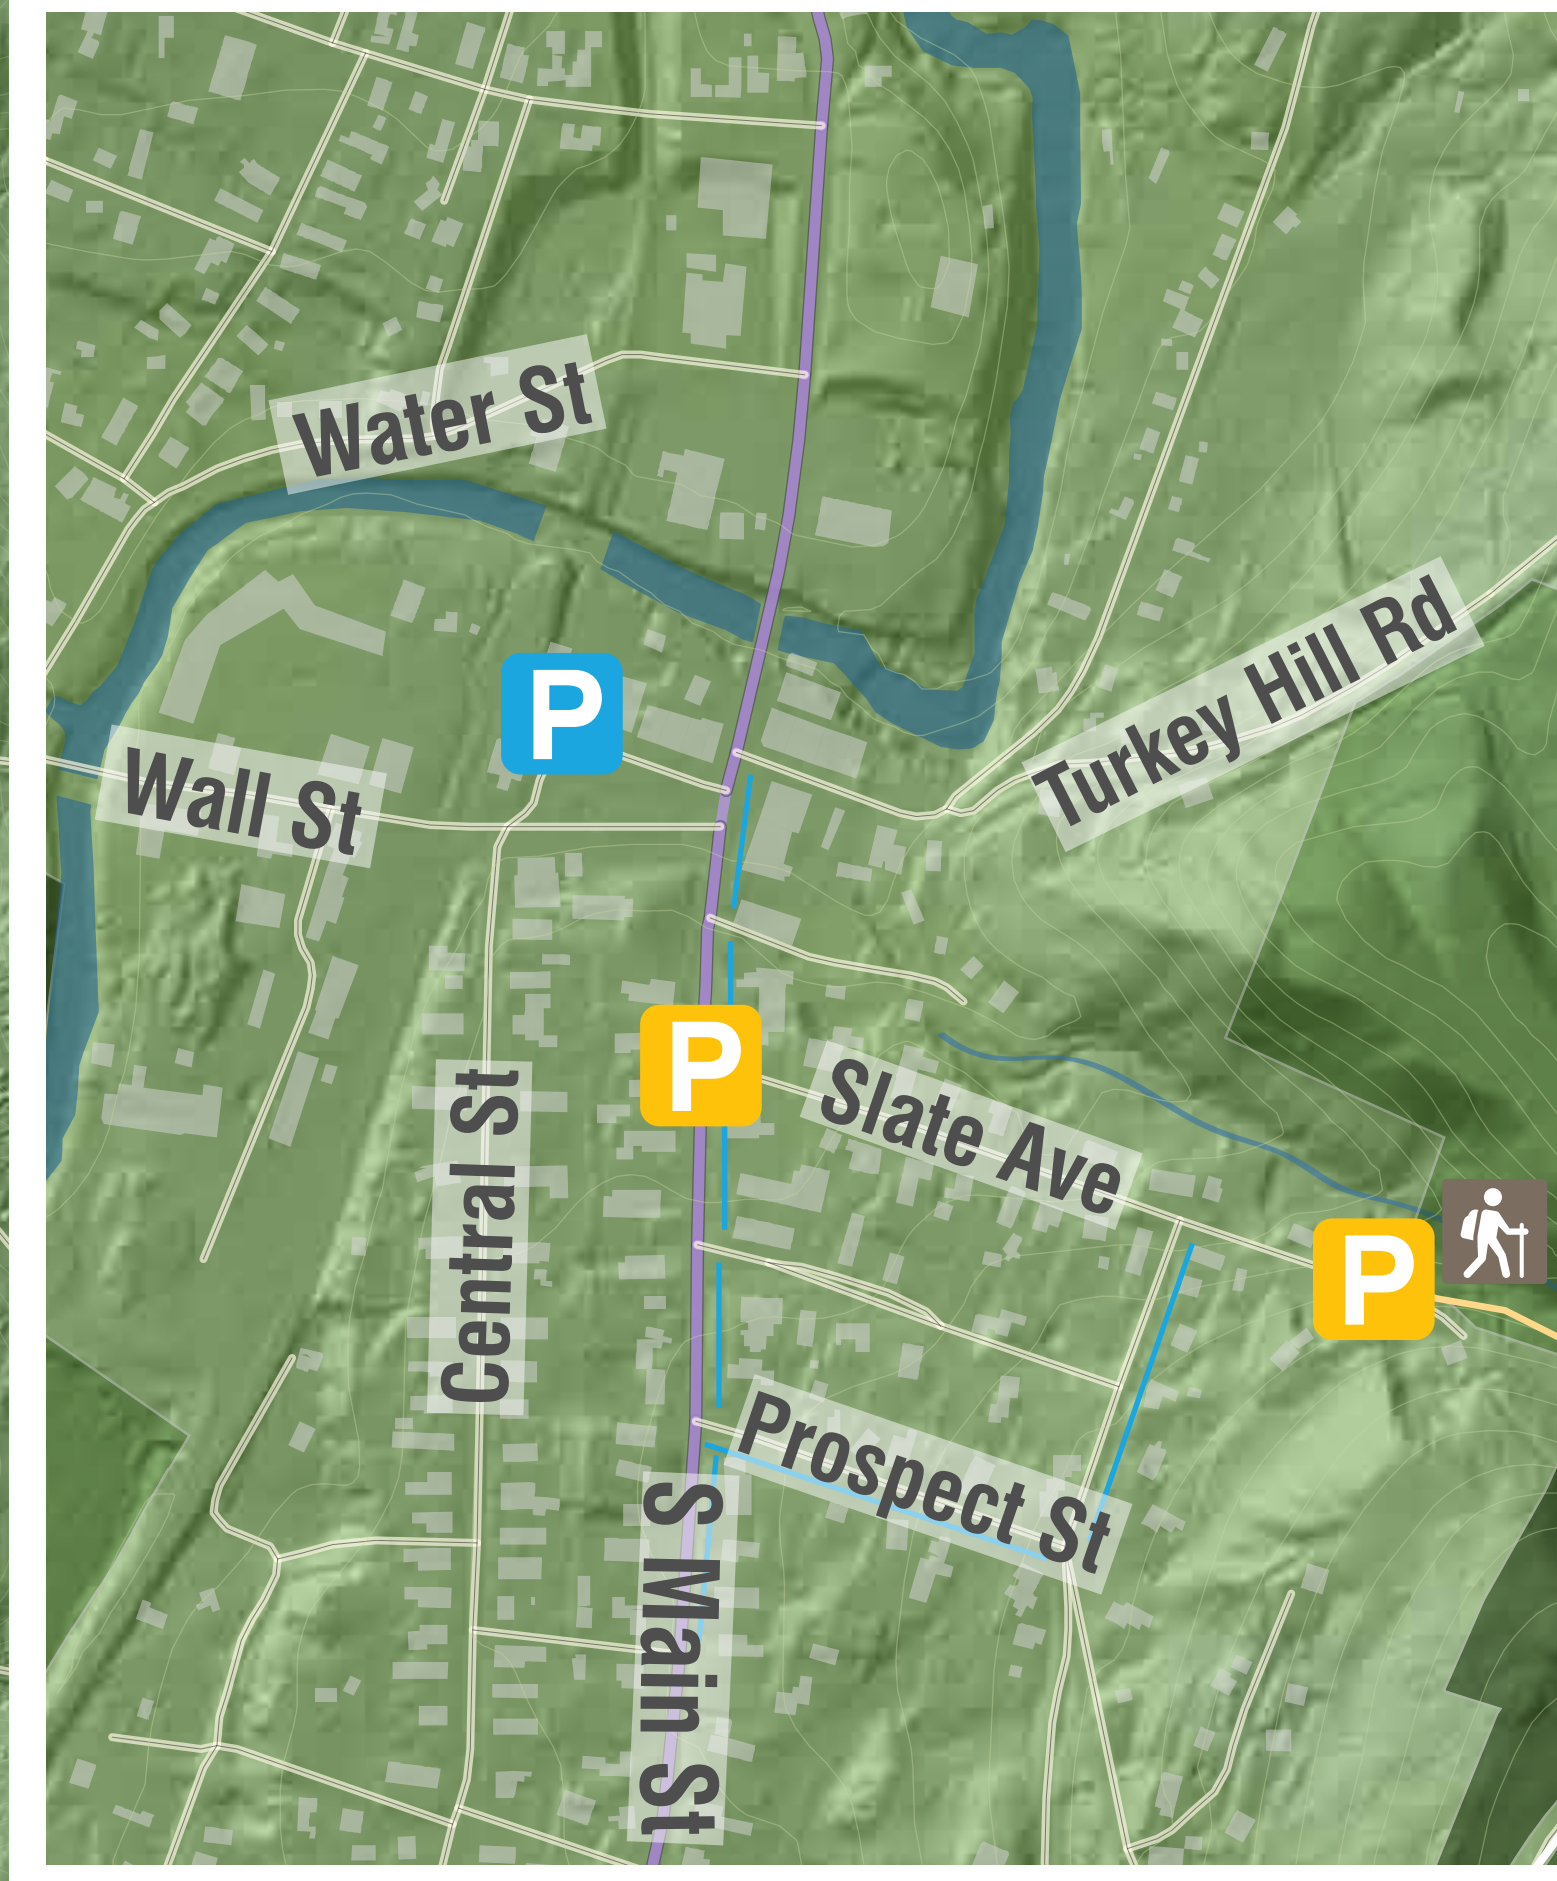 Water St
Turkey Hill Rd
P
Wall St
P
Slate Ave
Central St
P
Prospect St
S Main St